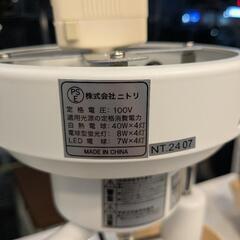 PS
E
株式会社ニトリ
定格電圧:100V
適用光源の定格消費電力
白熱球:40W×4灯
電球型蛍光灯:8W×4灯
LED電球:7W×4灯
MADE IN CHINA
NT 2407